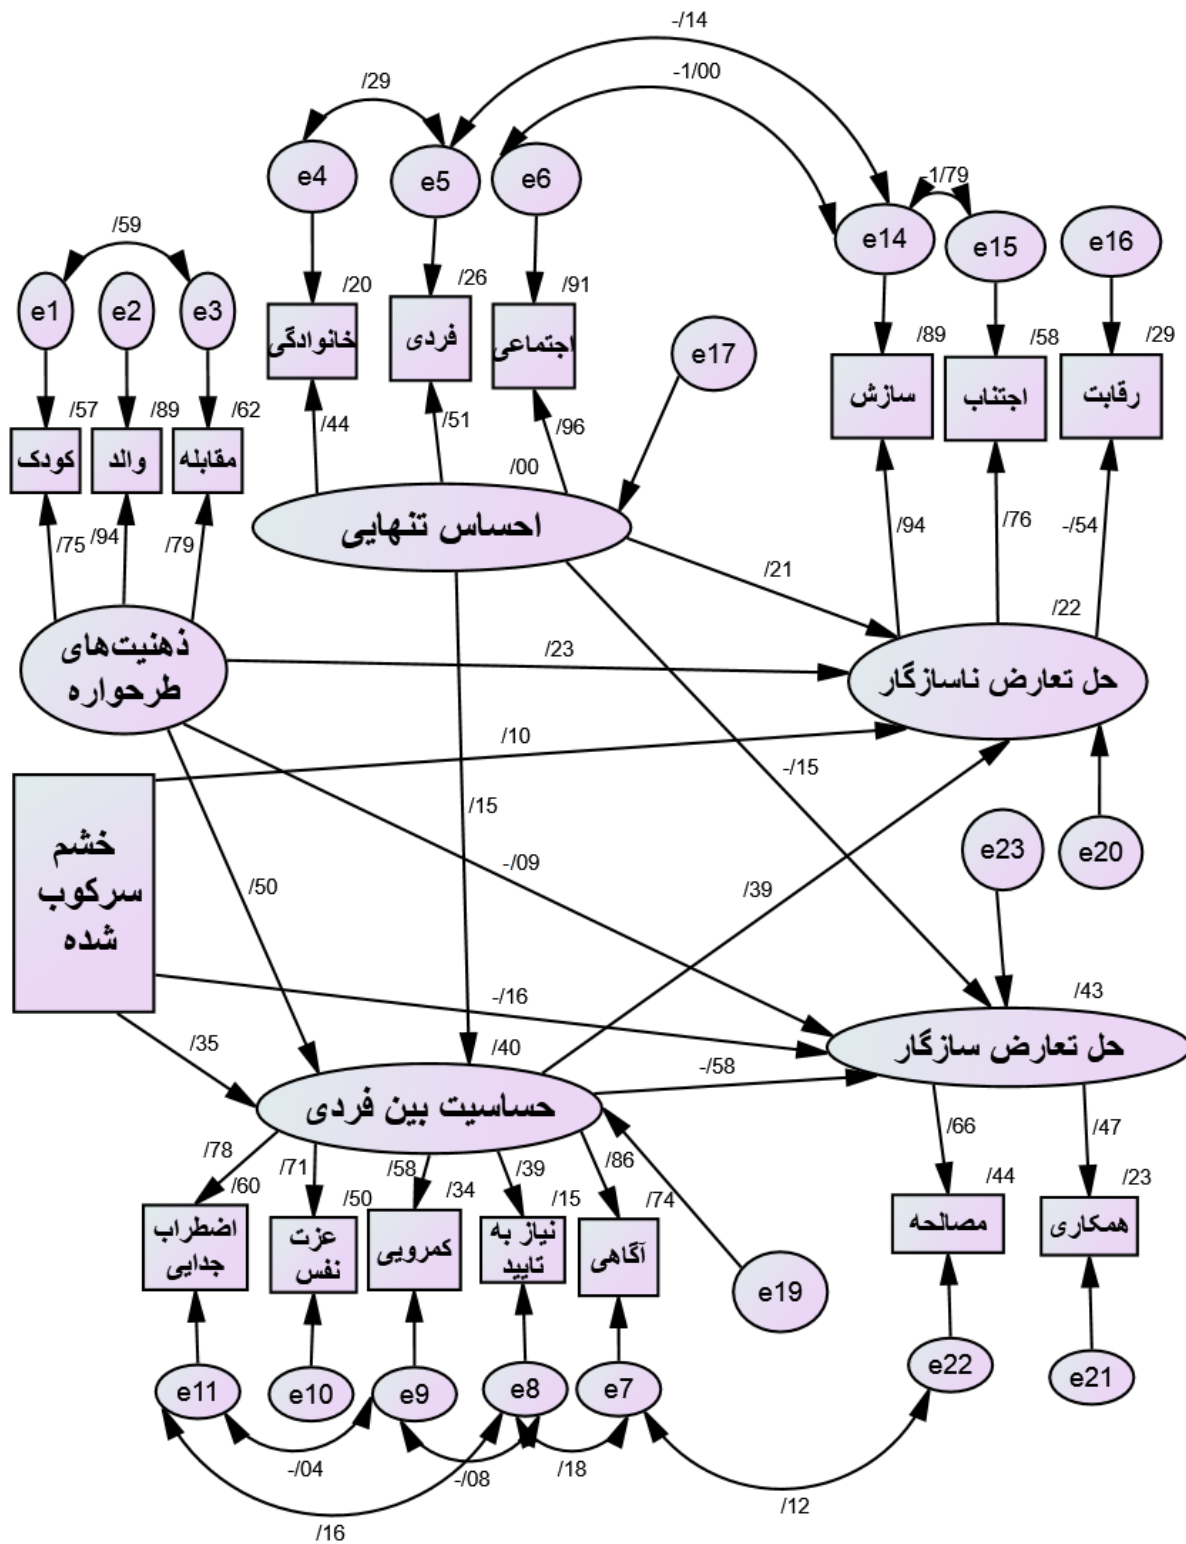 -/14
-1/00
/29
e4
e5
e6
e14
-1/79
e15
e16
/59
e1
e2
e3
/20
/26
/91
/89
/58
/29
خانوادگی
فردی
اجتماعی
e17
سازش
اجتناب
رقابت
/57
/89
/62
کودک
والد
مقابله
/44
/51
/96
/00
/75
/94
/79
/94
/76
-/54
احساس تنهایی
/21
/22
ذهنیت‌های
طرحواره
/23
حل تعارض ناسازگار
/10
-/15
/15
خشم
سرکوب
شده
-/09
/50
/39
e23
e20
-/16
/43
/35
/40
-/58
حل تعارض سازگار
حساسیت بین فردی
/78
/71
/58
/39
/86
/66
/47
/60
/50
/34
/15
/74
/44
/23
اضطراب
جدایی
عزت
نفس
کمرویی
نیاز به
تایید
آگاهی
مصالحه
همکاری
e19
e11
e10
e9
e8
e7
e22
e21
-/04
-/08
/18
/12
/16